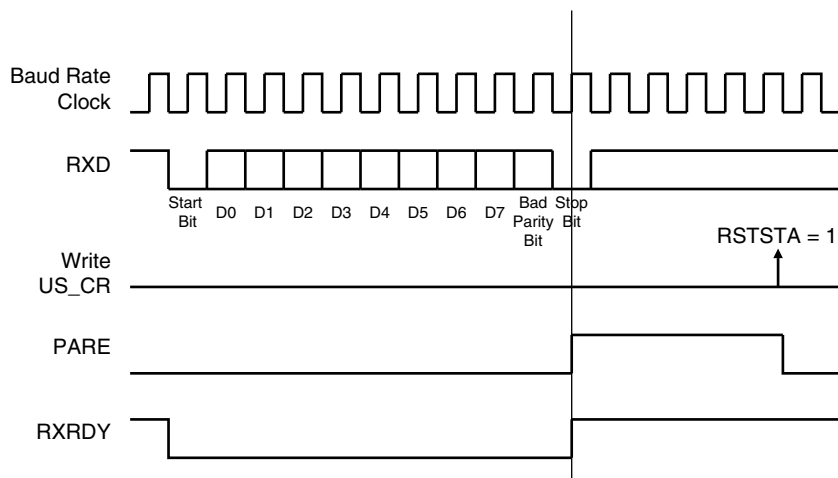 Baud Rate
Clock
RXD
Start
Bit
D0 D1 D2 D3 D4 D5 D6 D7
Bad
Parity
Bit
Stop
Bit
RSTSTA = 1
Write
US_CR
PARE
RXRDY